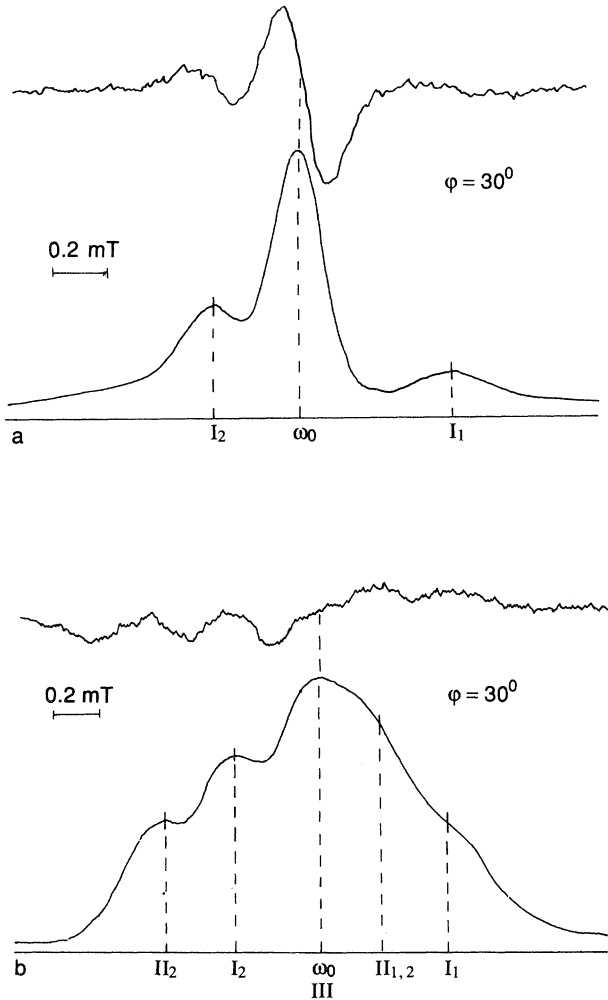 φ = 30⁰
0.2 mT
a I₂ ω₀ I₁
0.2 mT φ = 30⁰
b II₂ I₂ ω₀ II₁,₂ I₁
III